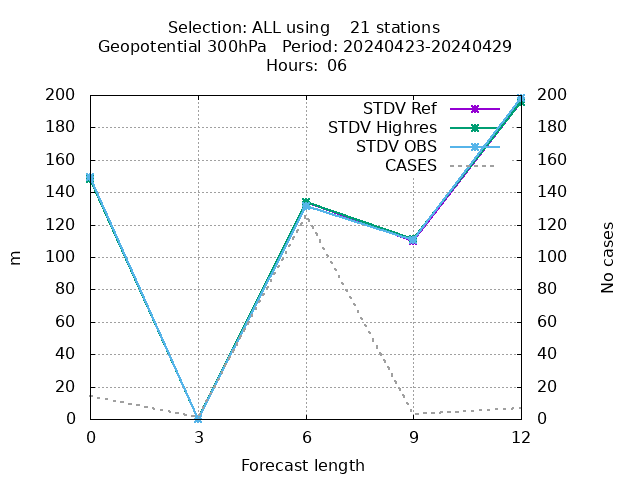 Selection: ALL using    21 stations
Geopotential 300hPa   Period: 20240423-20240429
Hours: 06
STDV Ref
STDV Highres
STDV OBS
CASES
200
180
160
140
120
100
80
60
40
20
0
m
200
180
160
140
120
100
80
60
40
20
0
No cases
0 3 6 9 12
Forecast length